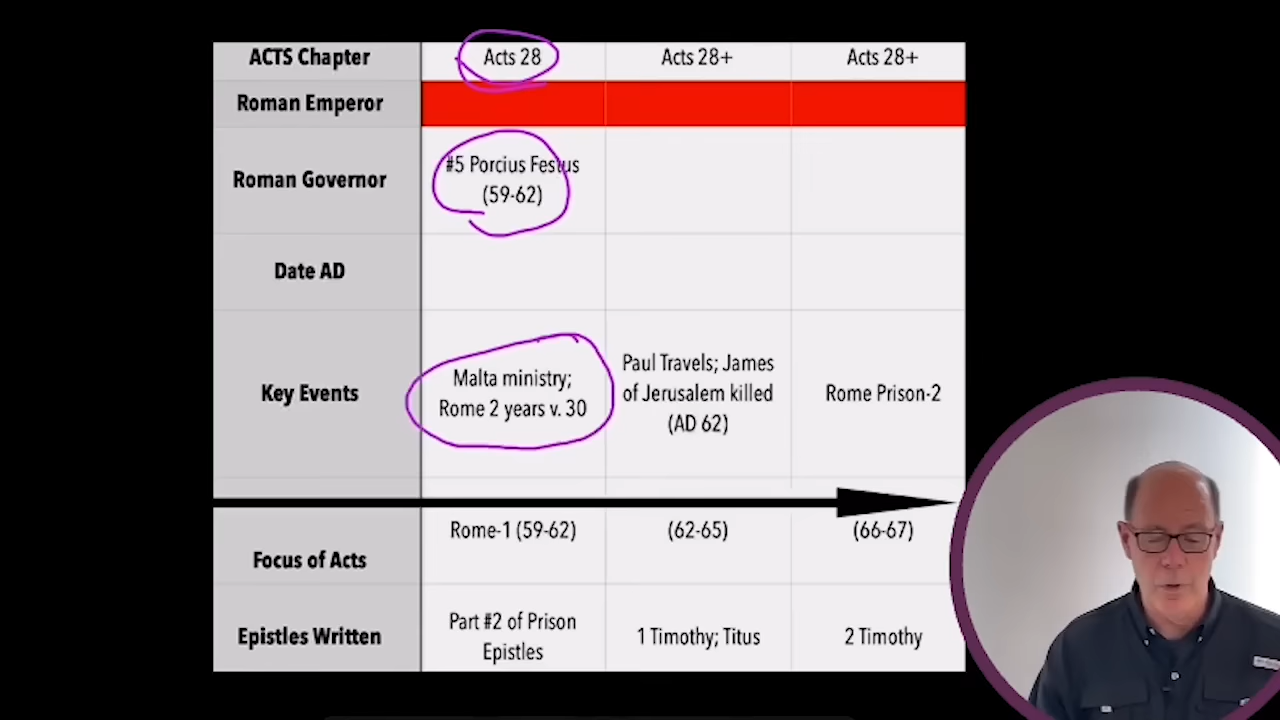 ACTS Chapter
Acts 28
Acts 28+
Acts 28+
Roman Emperor
Roman Governor
#5 Porcius Festus
(59-62)
Date AD
Key Events
Malta ministry;
Rome 2 years v. 30
Paul Travels; James
of Jerusalem killed
(AD 62)
Rome Prison-2
Focus of Acts
Rome-1 (59-62)
(62-65)
(66-67)
Epistles Written
Part #2 of Prison
Epistles
1 Timothy; Titus
2 Timothy